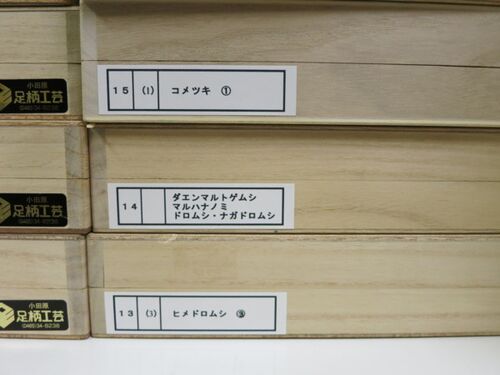 小田原
足柄工芸
15 (1) コメツキ ①
小田原
足柄工芸
14
ダエンマルトゲムシ
マルハナノミ
ドロムシ・ナガドロムシ
小田原
足柄工芸
(0465)34-8238
13 (3) ヒメドロムシ ③